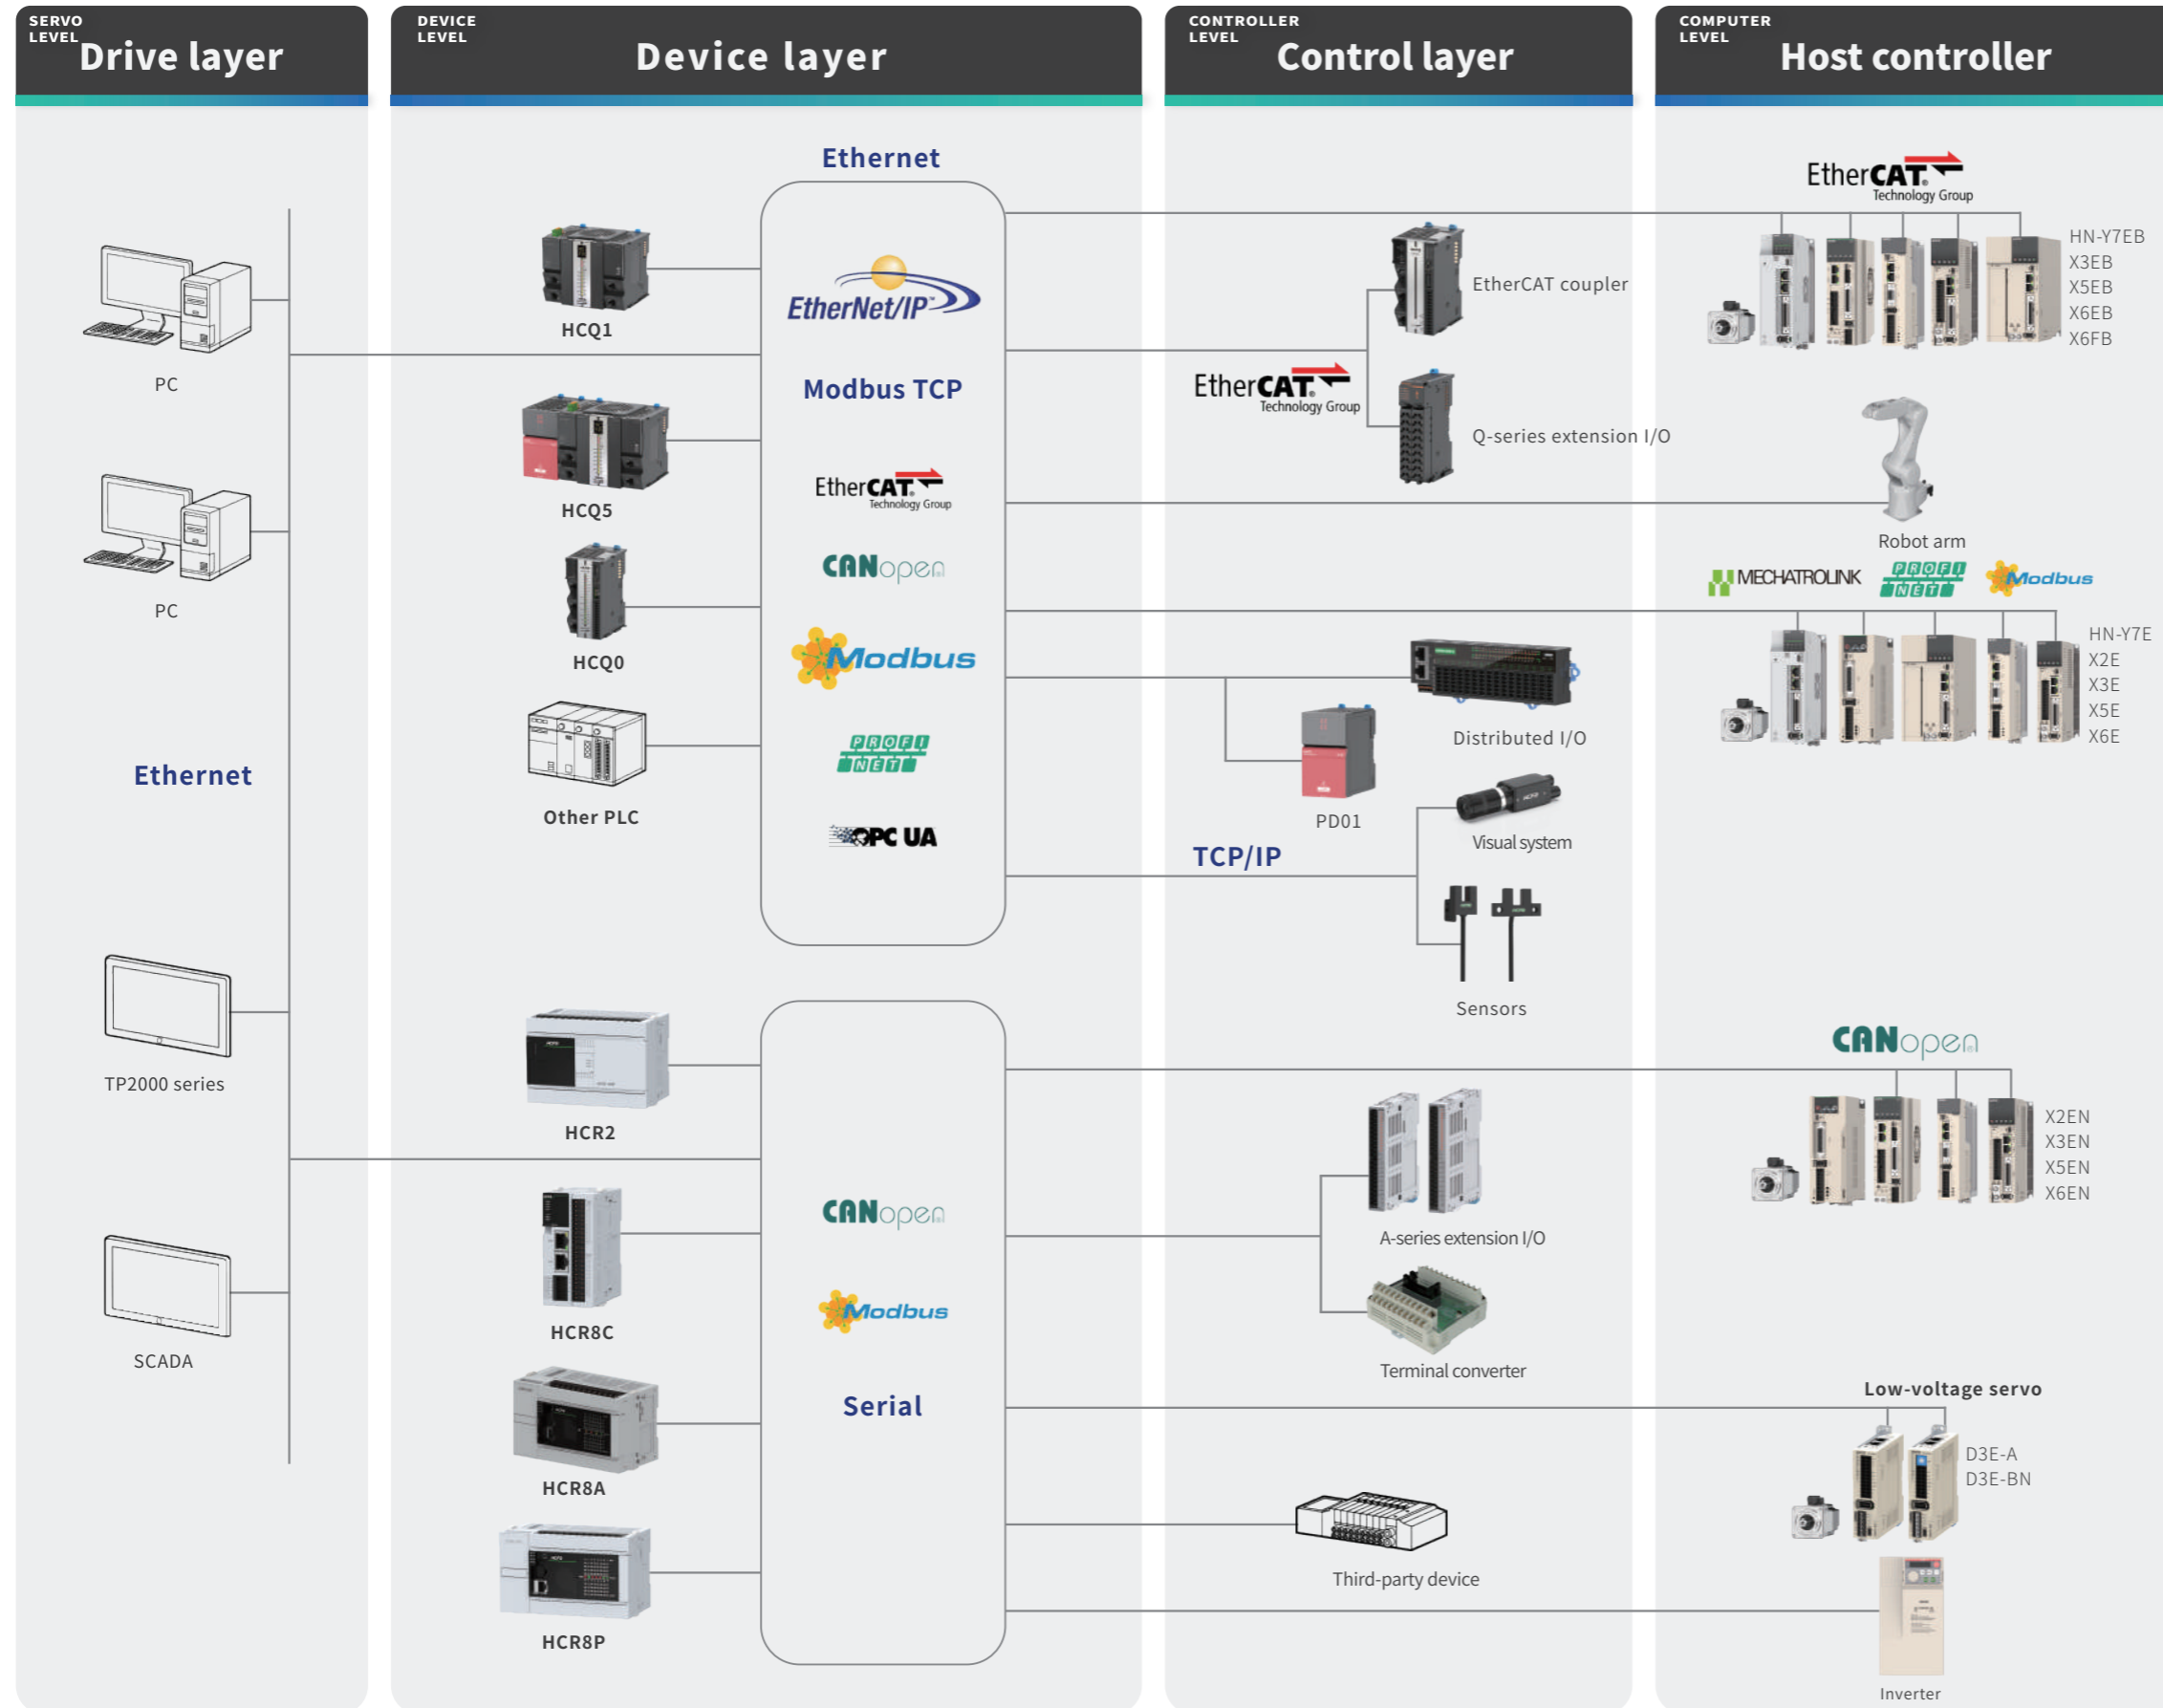 SERVO
LEVEL
Drive layer
DEVICE
LEVEL
Device layer
CONTROLLER
LEVEL
Control layer
COMPUTER
LEVEL
Host controller
PC
PC
Ethernet
TP2000 series
SCADA
HCQ1
HCQ5
HCQ0
Other PLC
HCR2
HCR8C
HCR8A
HCR8P
Ethernet
EtherNet/IP™
Modbus TCP
EtherCAT®
Technology Group
CANopen®
Modbus
PROFI
NET
OPC UA
CANopen®
Modbus
Serial
EtherCAT coupler
EtherCAT®
Technology Group
Q-series extension I/O
Distributed I/O
PD01
Visual system
TCP/IP
Sensors
A-series extension I/O
Terminal converter
Third-party device
EtherCAT®
Technology Group
HN-Y7EB
X3EB
X5EB
X6EB
X6FB
Robot arm
MECHATROLINK
PROFI
NET
Modbus
HN-Y7E
X2E
X3E
X5E
X6E
CANopen®
X2EN
X3EN
X5EN
X6EN
Low-voltage servo
D3E-A
D3E-BN
Inverter